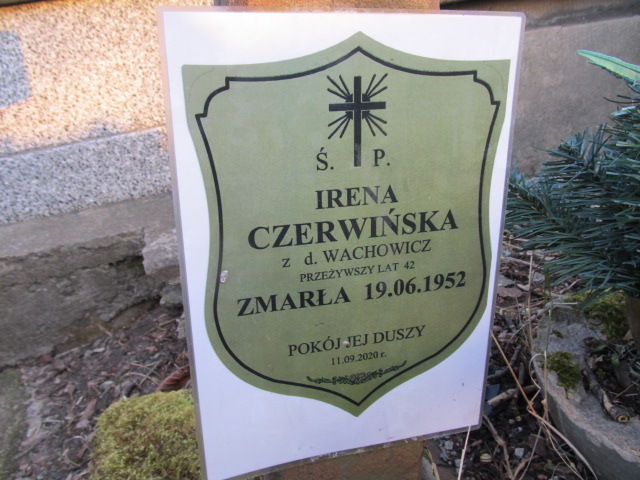 Ś. P.
IRENA
CZERWIŃSKA
z d. WACHOWICZ
PRZEŻYWSZY LAT 42
ZMARŁA 19.06.1952
POKÓJ JEJ DUSZY
11.09.2020 r.